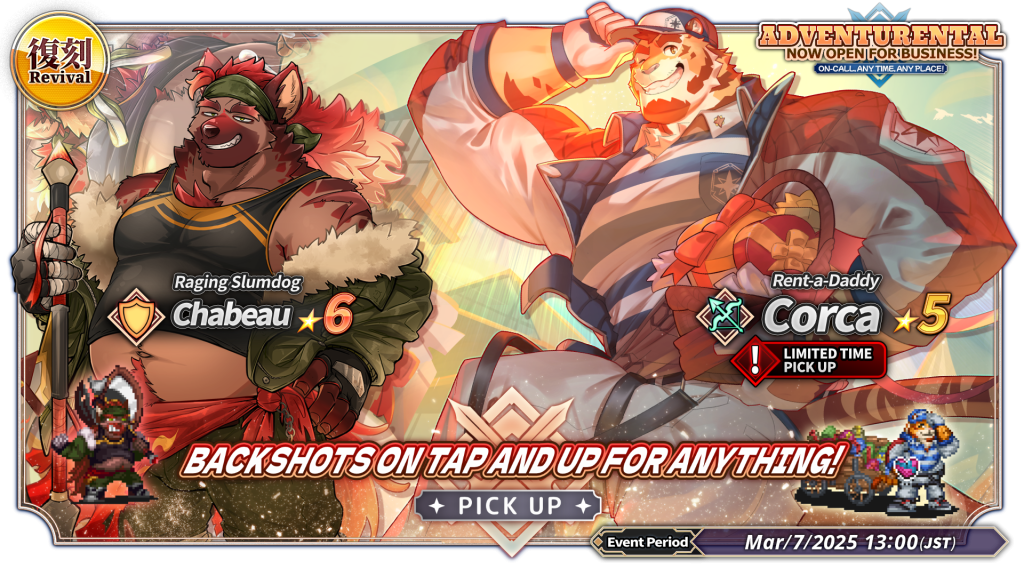 復刻
Revival
ADVENTURENTAL
NOW OPEN FOR BUSINESS!
ON-CALL. ANY TIME. ANY PLACE!
Raging Slumdog
Chabeau ★6
Rent-a-Daddy
Corca ★5
! LIMITED TIME
PICK UP
BACKSHOTS ON TAP AND UP FOR ANYTHING!
PICK UP
Event Period Mar/7/2025 13:00 (JST)